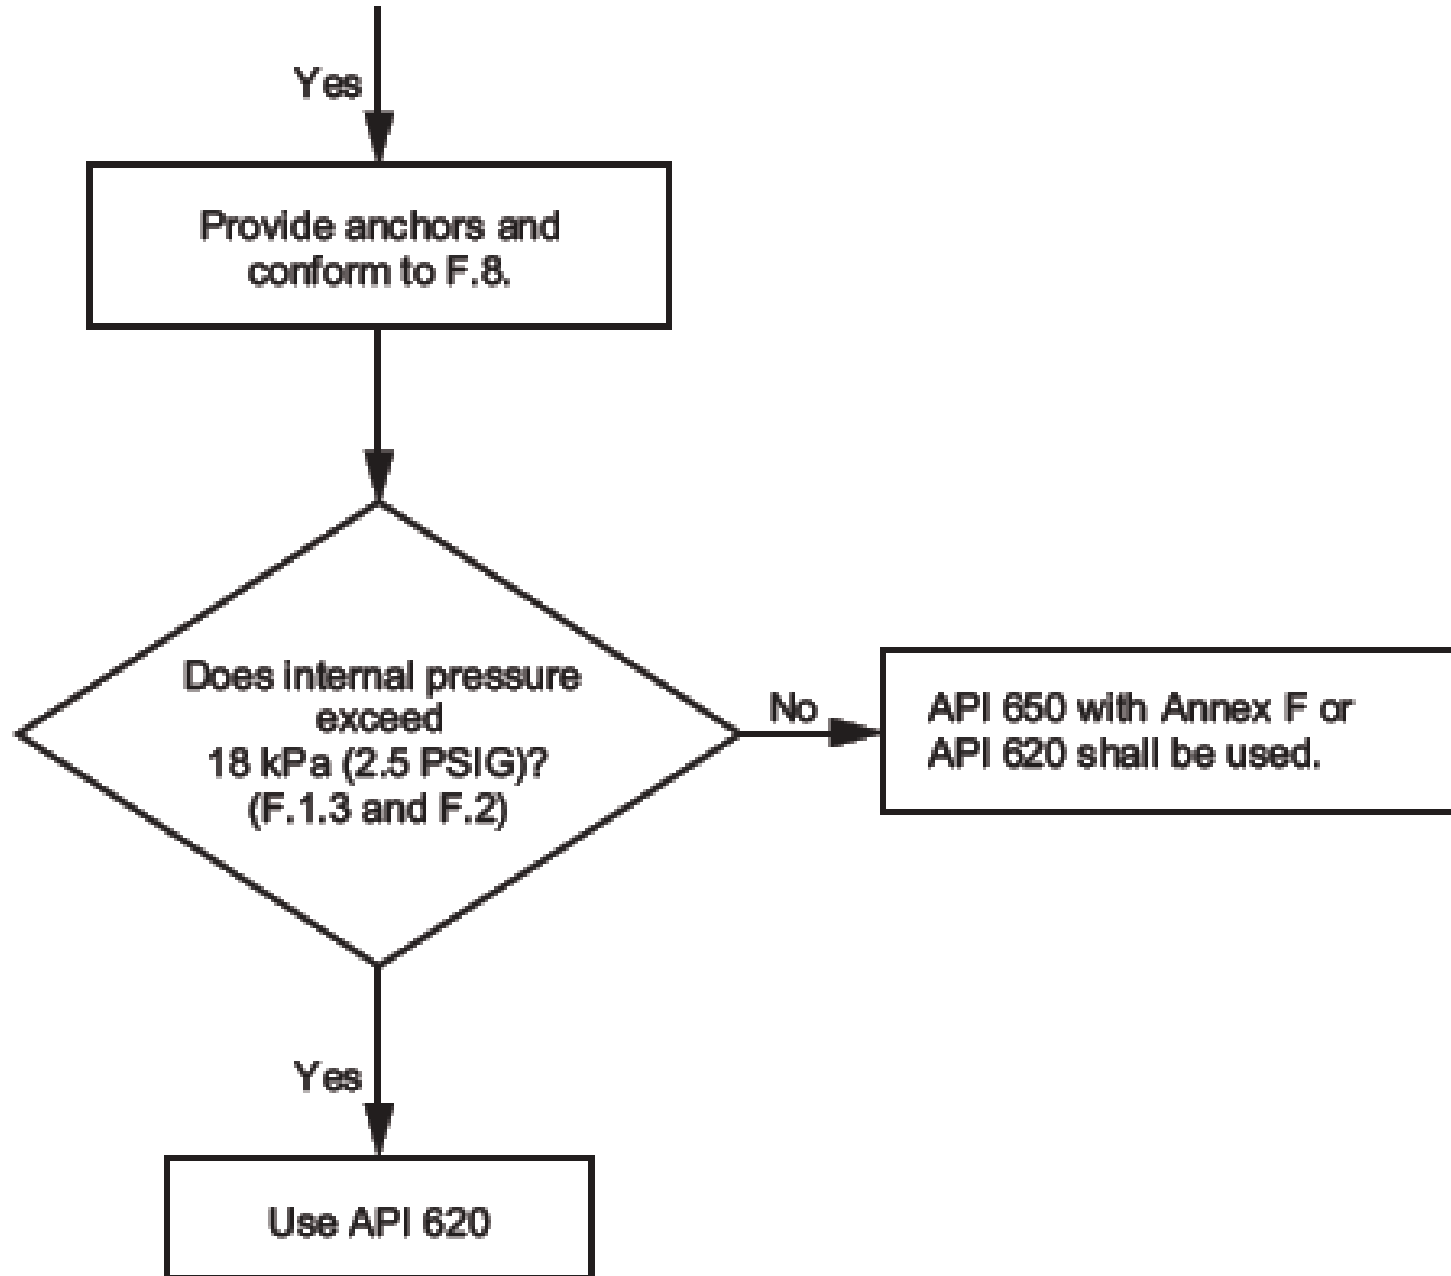 Yes
Provide anchors and
conform to F.8.
Does internal pressure
exceed
18 kPa (2.5 PSIG)?
(F.1.3 and F.2)
No
API 650 with Annex F or
API 620 shall be used.
Yes
Use API 620